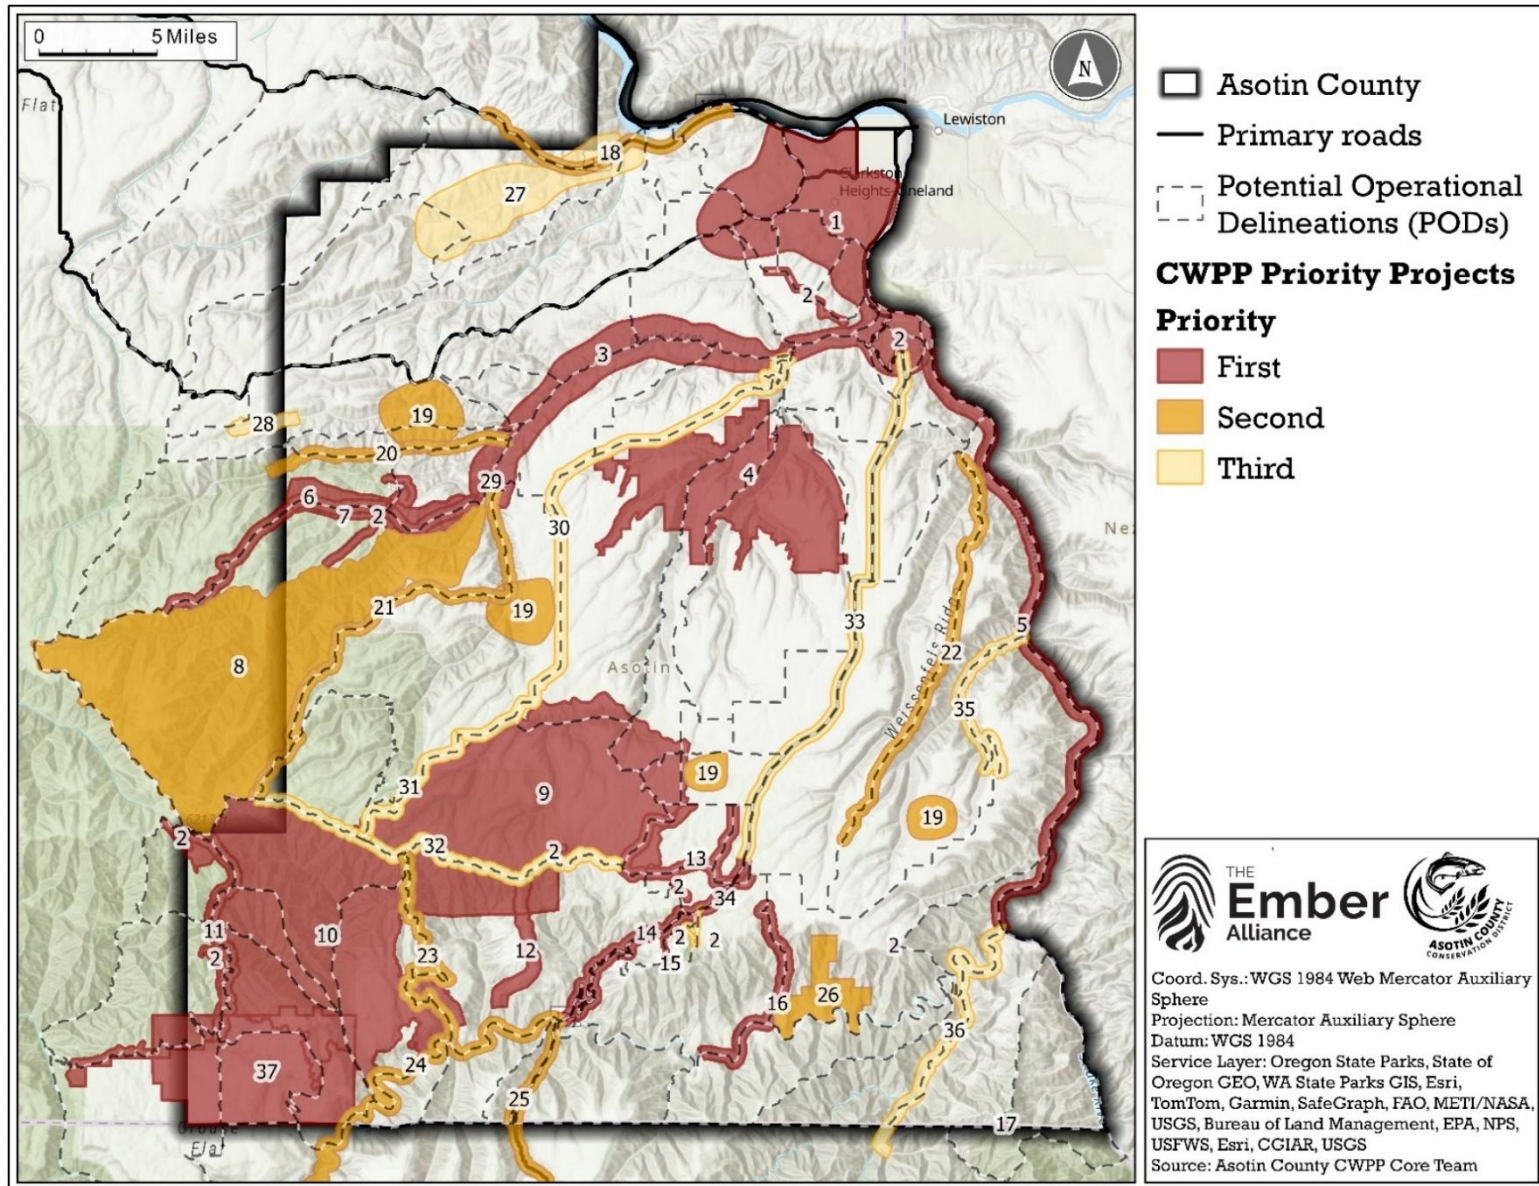 0 5 Miles
N
Flat
Lewiston
Clarkston
Heights-Vineland
18
27
1
2
3
2
19
28
20
29
4
6
7
2
30
Ne
21
19
33
5
8
Asotin
Weissenfels Ridge
22
35
31
9
19
19
6213
2
32
2
13
2
34
11
10
14
2
2
2
2
12
23
15
16
26
36
24
37
25
17
Grouse
Flat
Asotin County
Primary roads
Potential Operational
Delineations (PODs)
CWPP Priority Projects
Priority
First
Second
Third
THE
Ember
Alliance
ASOTIN COUNTY
CONSERVATION DISTRICT
Coord. Sys.: WGS 1984 Web Mercator Auxiliary
Sphere
Projection: Mercator Auxiliary Sphere
Datum: WGS 1984
Service Layer: Oregon State Parks, State of
Oregon GEO, WA State Parks GIS, Esri,
TomTom, Garmin, SafeGraph, FAO, METI/NASA,
USGS, Bureau of Land Management, EPA, NPS,
USFWS, Esri, CGIAR, USGS
Source: Asotin County CWPP Core Team